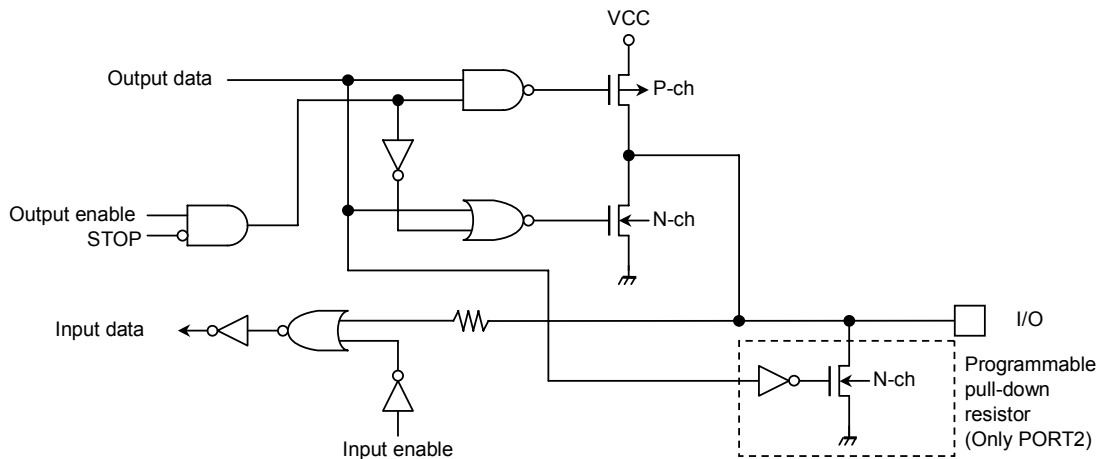 VCC
Output data
P-ch
Output enable
STOP
N-ch
Input data
I/O
N-ch
Programmable
pull-down
resistor
(Only PORT2)
Input enable